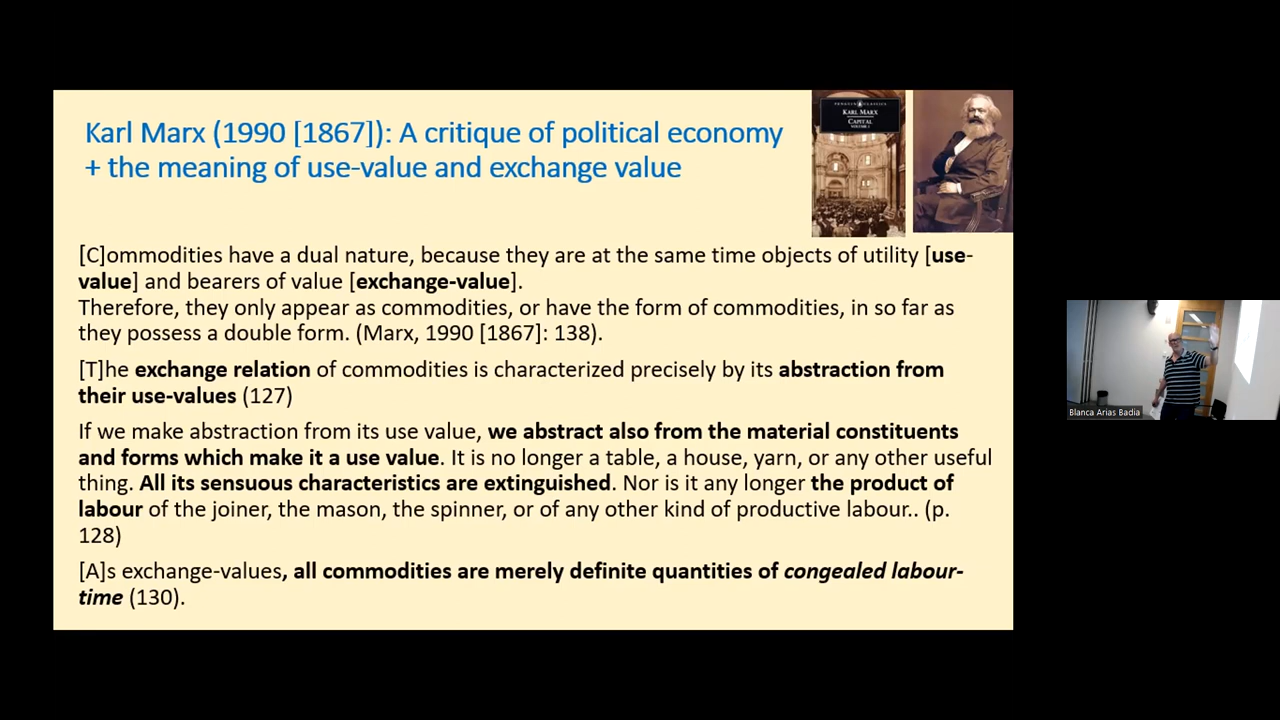 Karl Marx (1990 [1867]): A critique of political economy
+ the meaning of use-value and exchange value
PENGUIN CLASSICS
KARL MARX
CAPITAL
VOLUME 1
[C]ommodities have a dual nature, because they are at the same time objects of utility [use-
value] and bearers of value [exchange-value].
Therefore, they only appear as commodities, or have the form of commodities, in so far as
they possess a double form. (Marx, 1990 [1867]: 138).
[T]he exchange relation of commodities is characterized precisely by its abstraction from
their use-values (127)
If we make abstraction from its use value, we abstract also from the material constituents
and forms which make it a use value. It is no longer a table, a house, yarn, or any other useful
thing. All its sensuous characteristics are extinguished. Nor is it any longer the product of
labour of the joiner, the mason, the spinner, or of any other kind of productive labour.. (p.
128)
[A]s exchange-values, all commodities are merely definite quantities of congealed labour-
time (130).
Blanca Arias Badia